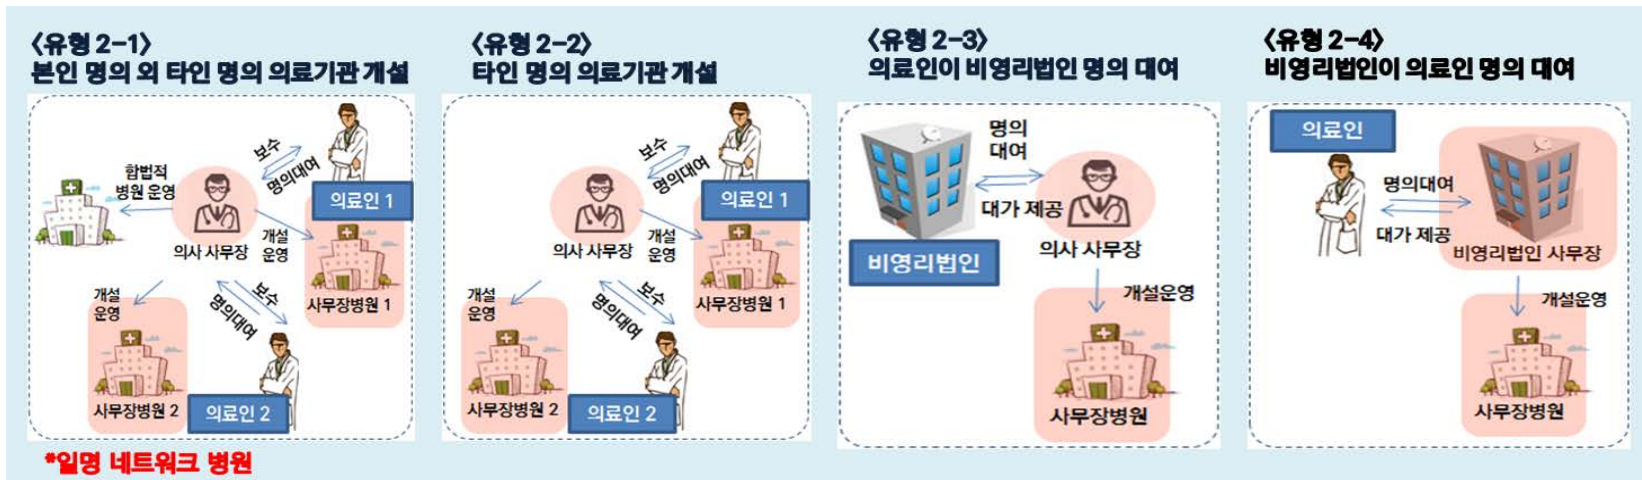 <유형 2-1>
본인 명의 외 타인 명의 의료기관 개설
합법적
병원 운영
보수
명의대여
의료인 1
의사 사무장
개설
운영
사무장병원 1
개설
운영
보수
명의대여
사무장병원 2
의료인 2
*일명 네트워크 병원
<유형 2-2>
타인 명의 의료기관 개설
보수
명의대여
의료인 1
의사 사무장
개설
운영
사무장병원 1
개설
운영
보수
명의대여
사무장병원 2
의료인 2
<유형 2-3>
의료인이 비영리법인 명의 대여
명의
대여
대가 제공
비영리법인
의사 사무장
개설운영
사무장병원
<유형 2-4>
비영리법인이 의료인 명의 대여
의료인
명의대여
대가 제공
비영리법인 사무장
개설운영
사무장병원